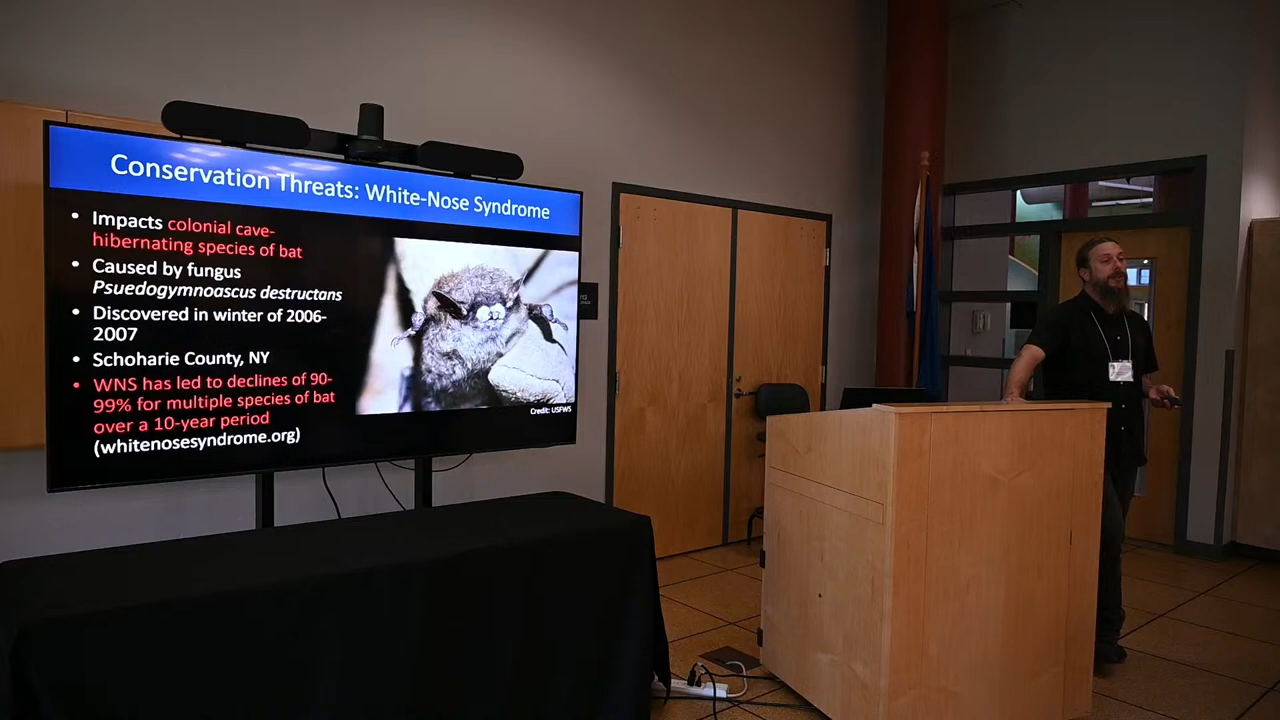 Conservation Threats: White-Nose Syndrome
• Impacts colonial cave-
hibernating species of bat
• Caused by fungus
Psuedogymnoascus destructans
• Discovered in winter of 2006-
2007
• Schoharie County, NY
• WNS has led to declines of 90-
99% for multiple species of bat
over a 10-year period
(whitenosesyndrome.org)
Credit: USFWS